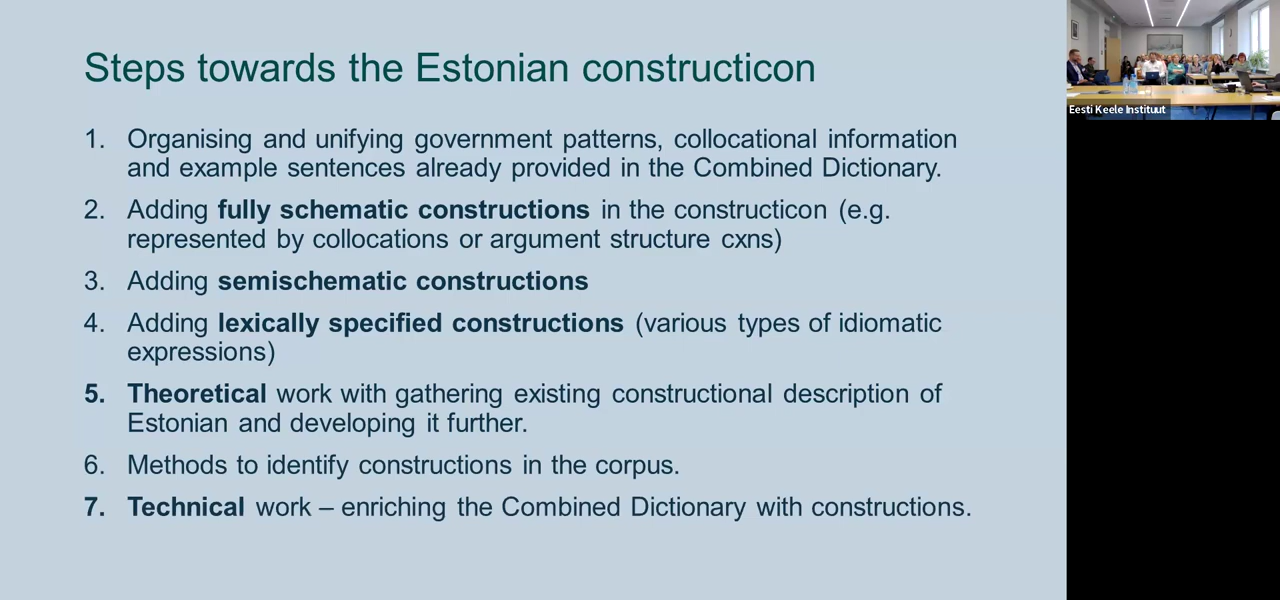 Steps towards the Estonian constructicon
1. Organising and unifying government patterns, collocational information
and example sentences already provided in the Combined Dictionary.
2. Adding fully schematic constructions in the constructicon (e.g.
represented by collocations or argument structure cxns)
3. Adding semischematic constructions
4. Adding lexically specified constructions (various types of idiomatic
expressions)
5. Theoretical work with gathering existing constructional description of
Estonian and developing it further.
6. Methods to identify constructions in the corpus.
7. Technical work – enriching the Combined Dictionary with constructions.
Eesti Keele Instituut